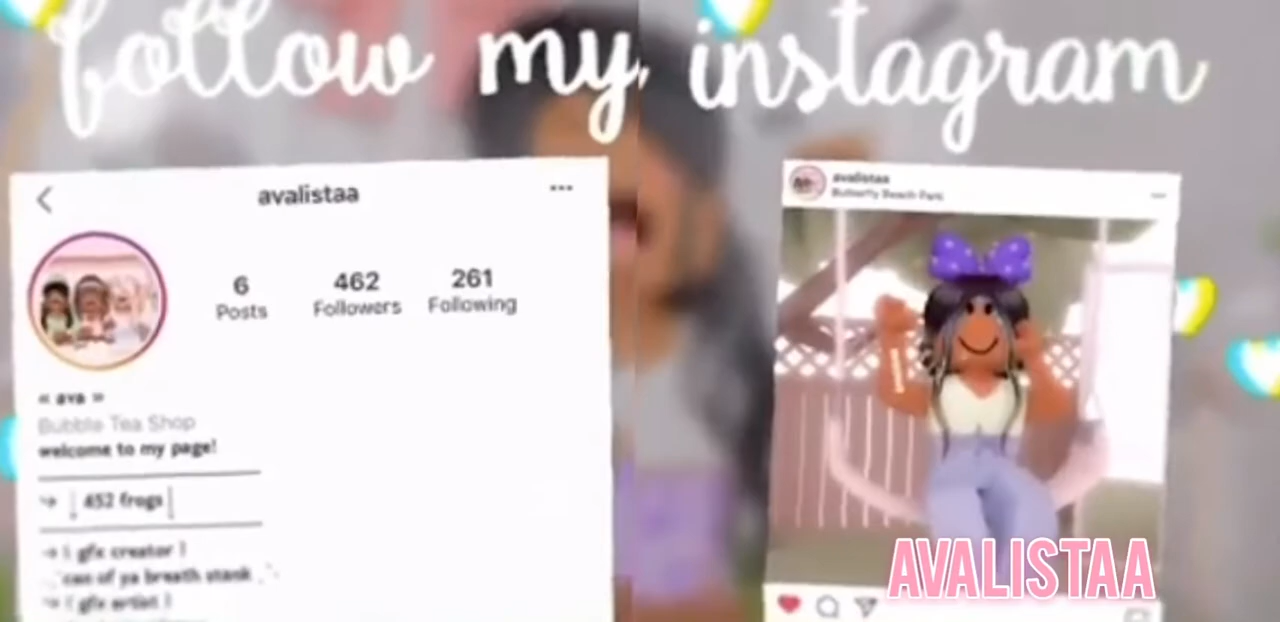 follow my instagram
avalistaa
6 462 261
Posts Followers Following
« ava »
Bubble Tea Shop
welcome to my page!
452 frogs
gfx creator
can of ya breath stank
gfx artist
avalistaa
Butterfly Beach Park
AVALISTAA